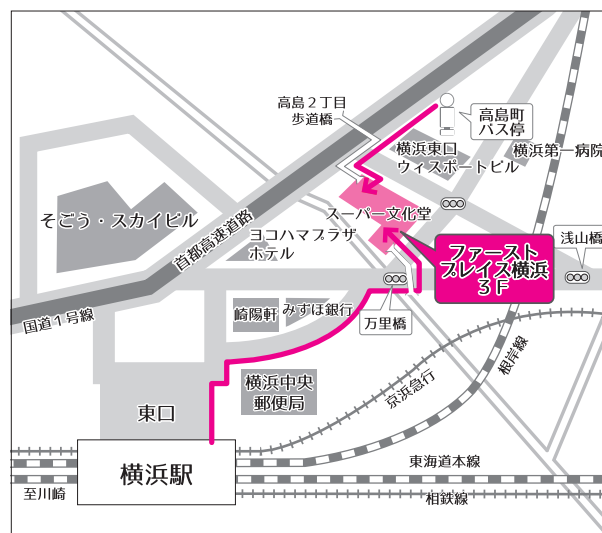 高島２丁目
歩道橋
高島町
バス停
横浜東口
ウィスポートビル
横浜第一病院
スーパー文化堂
そごう・スカイビル
首都高速道路
ヨコハマプラザ
ホテル
ファースト
プレイス横浜
３Ｆ
浅山橋
国道１号線
崎陽軒
みずほ銀行
万里橋
根岸線
横浜中央
郵便局
京浜急行
東口
横浜駅
東海道本線
至川崎
相鉄線